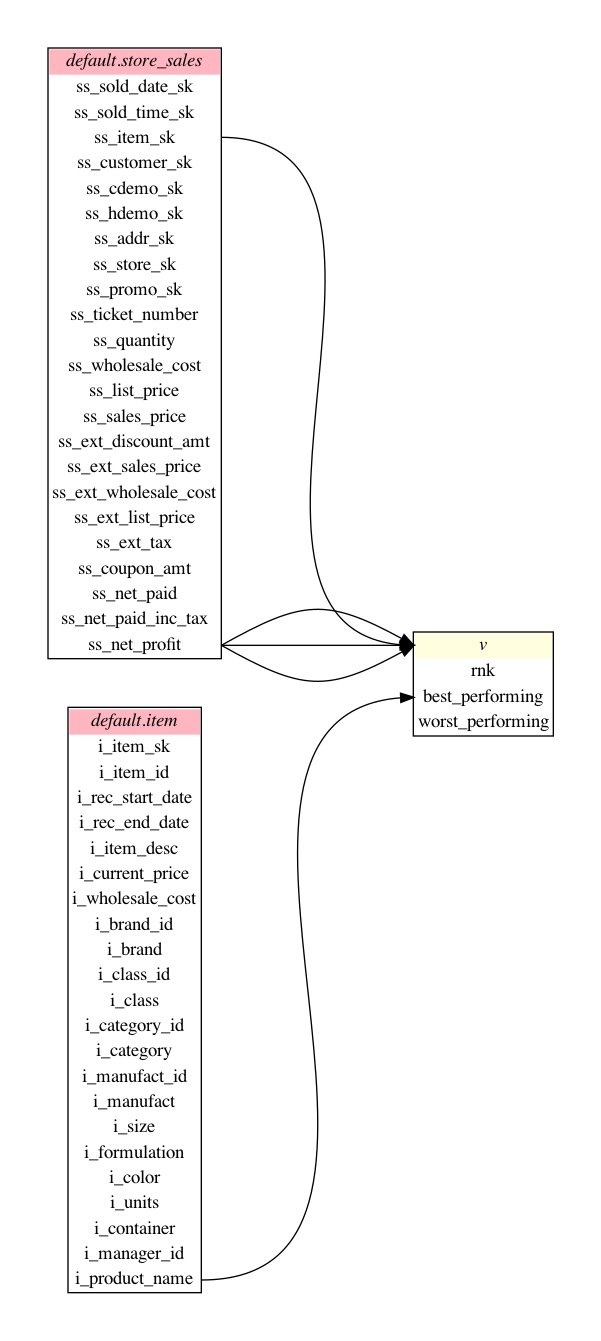 default.store_sales
ss_sold_date_sk
ss_sold_time_sk
ss_item_sk
ss_customer_sk
ss_cdemo_sk
ss_hdemo_sk
ss_addr_sk
ss_store_sk
ss_promo_sk
ss_ticket_number
ss_quantity
ss_wholesale_cost
ss_list_price
ss_sales_price
ss_ext_discount_amt
ss_ext_sales_price
ss_ext_wholesale_cost
ss_ext_list_price
ss_ext_tax
ss_coupon_amt
ss_net_paid
ss_net_paid_inc_tax
ss_net_profit
v
rnk
best_performing
worst_performing
default.item
i_item_sk
i_item_id
i_rec_start_date
i_rec_end_date
i_item_desc
i_current_price
i_wholesale_cost
i_brand_id
i_brand
i_class_id
i_class
i_category_id
i_category
i_manufact_id
i_manufact
i_size
i_formulation
i_color
i_units
i_container
i_manager_id
i_product_name